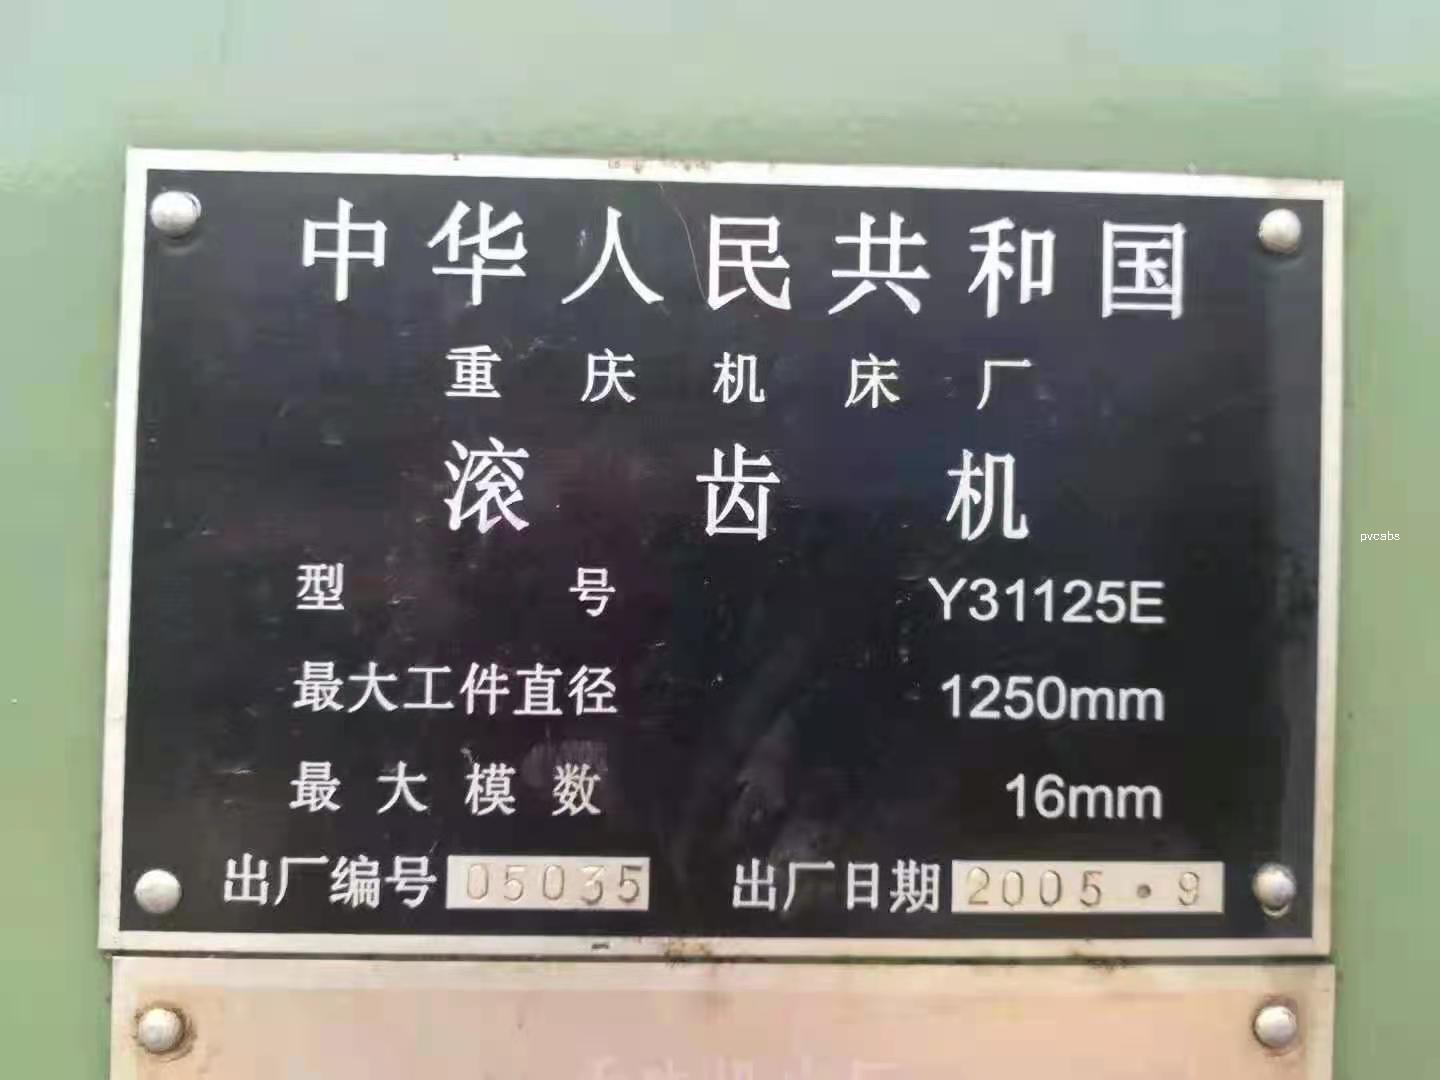 中华人民共和国
重庆机床厂
滚齿机
型号 Y31125E
最大工件直径 1250mm
最大模数 16mm
出厂编号 05035 出厂日期 2005.9
pvcabs